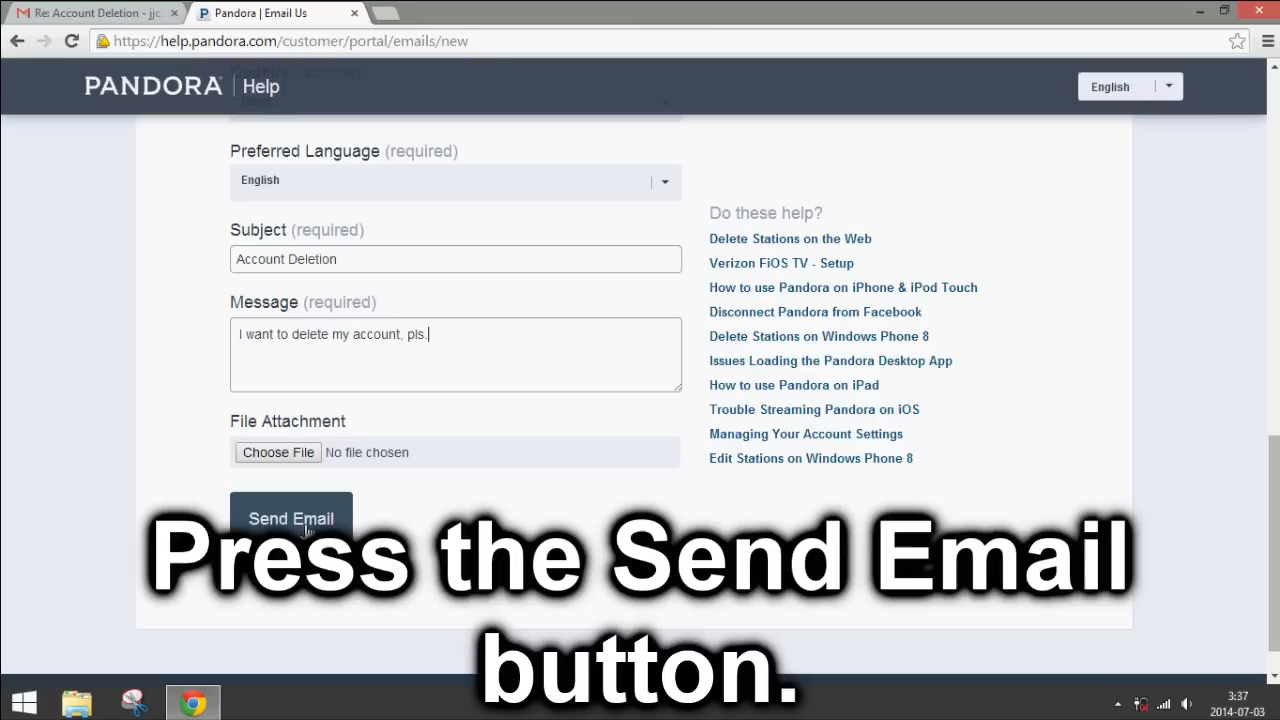 Re: Account Deletion - jjc
Pandora | Email Us
https://help.pandora.com/customer/portal/emails/new
PANDORA Help
English
Country (required)
Preferred Language (required)
English
Subject (required)
Account Deletion
Message (required)
I want to delete my account, pls.
File Attachment
Choose File No file chosen
Send Email
Do these help?
Delete Stations on the Web
Verizon FiOS TV - Setup
How to use Pandora on iPhone & iPod Touch
Disconnect Pandora from Facebook
Delete Stations on Windows Phone 8
Issues Loading the Pandora Desktop App
How to use Pandora on iPad
Trouble Streaming Pandora on iOS
Managing Your Account Settings
Edit Stations on Windows Phone 8
Press the Send Email
button.
3:37
2014-07-03